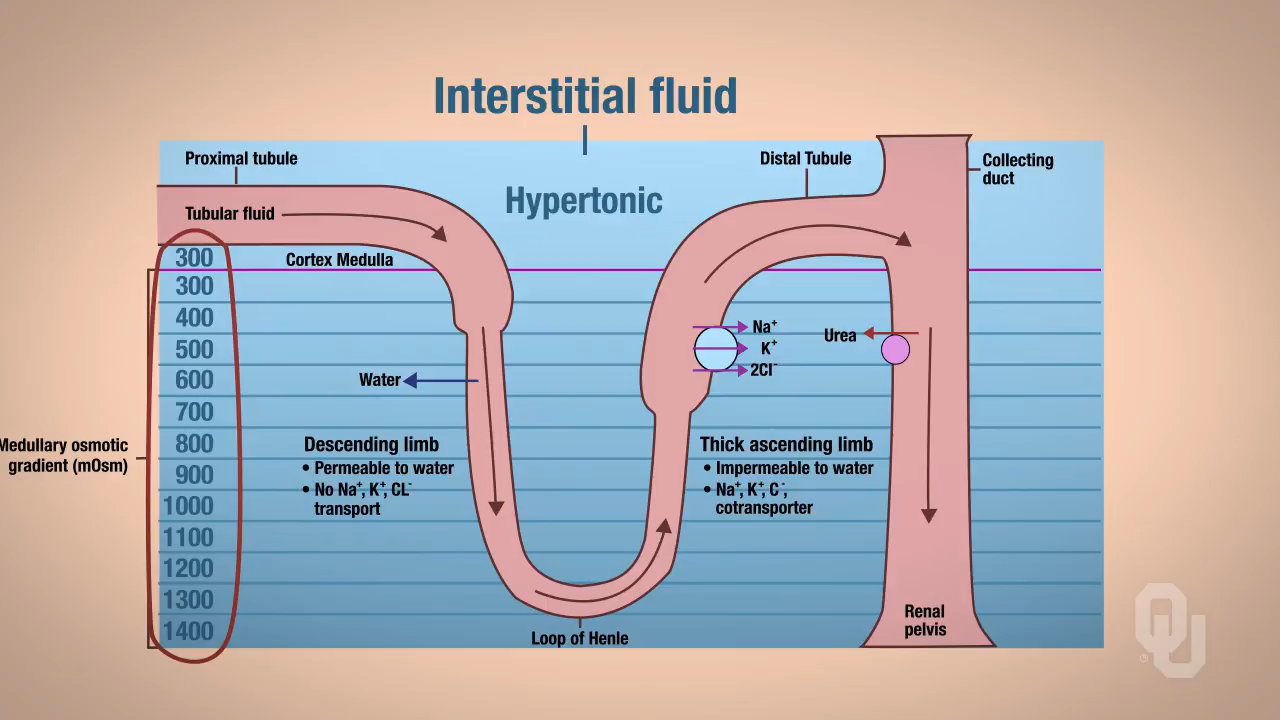 Interstitial fluid
Proximal tubule
Distal Tubule
Collecting
duct
Hypertonic
Tubular fluid
Cortex Medulla
300
300
400
500
600
700
800
900
1000
1100
1200
1300
1400
Medullary osmotic
gradient (mOsm)
Water
Na⁺
K⁺
2Cl⁻
Urea
Descending limb
• Permeable to water
• No Na⁺, K⁺, CL⁻
transport
Thick ascending limb
• Impermeable to water
• Na⁺, K⁺, C⁻,
cotransporter
Loop of Henle
Renal
pelvis
OU
®